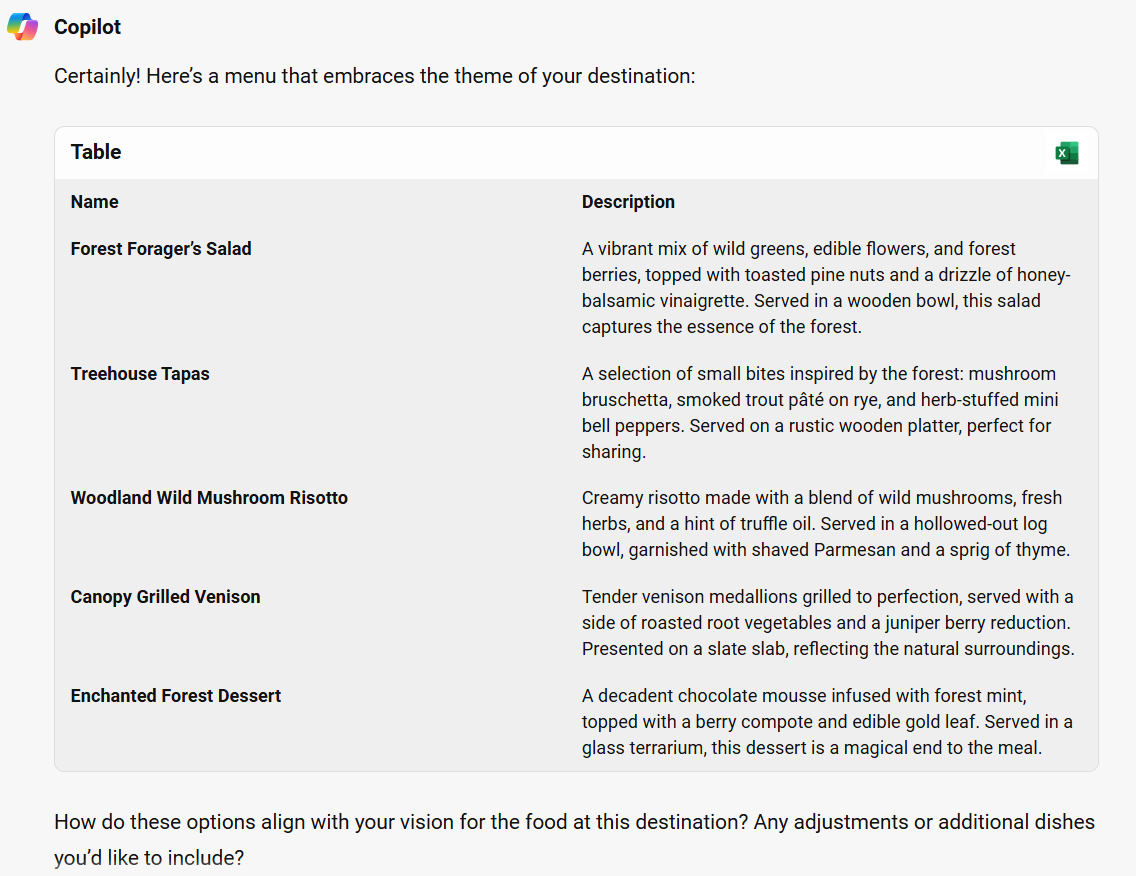 Copilot
Certainly! Here’s a menu that embraces the theme of your destination:
Table
Name
Description
Forest Forager’s Salad
A vibrant mix of wild greens, edible flowers, and forest
berries, topped with toasted pine nuts and a drizzle of honey-
balsamic vinaigrette. Served in a wooden bowl, this salad
captures the essence of the forest.
Treehouse Tapas
A selection of small bites inspired by the forest: mushroom
bruschetta, smoked trout pâté on rye, and herb-stuffed mini
bell peppers. Served on a rustic wooden platter, perfect for
sharing.
Woodland Wild Mushroom Risotto
Creamy risotto made with a blend of wild mushrooms, fresh
herbs, and a hint of truffle oil. Served in a hollowed-out log
bowl, garnished with shaved Parmesan and a sprig of thyme.
Canopy Grilled Venison
Tender venison medallions grilled to perfection, served with a
side of roasted root vegetables and a juniper berry reduction.
Presented on a slate slab, reflecting the natural surroundings.
Enchanted Forest Dessert
A decadent chocolate mousse infused with forest mint,
topped with a berry compote and edible gold leaf. Served in a
glass terrarium, this dessert is a magical end to the meal.
How do these options align with your vision for the food at this destination? Any adjustments or additional dishes
you’d like to include?